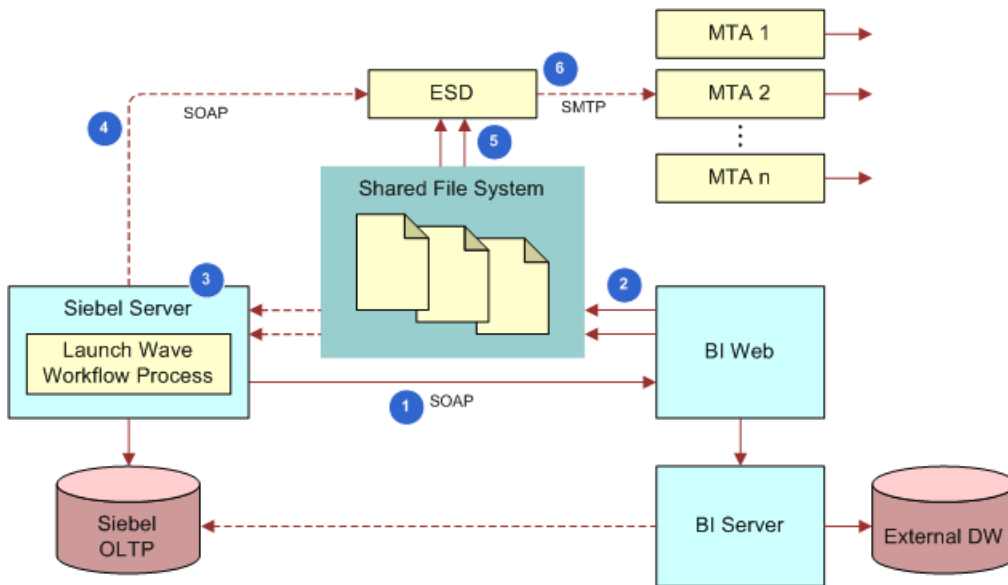 MTA 1
6
ESD
MTA 2
SOAP
SMTP
4
5
⋮
MTA n
Shared File System
3
2
Siebel Server
Launch Wave
Workflow Process
BI Web
1
SOAP
Siebel
OLTP
BI Server
External DW